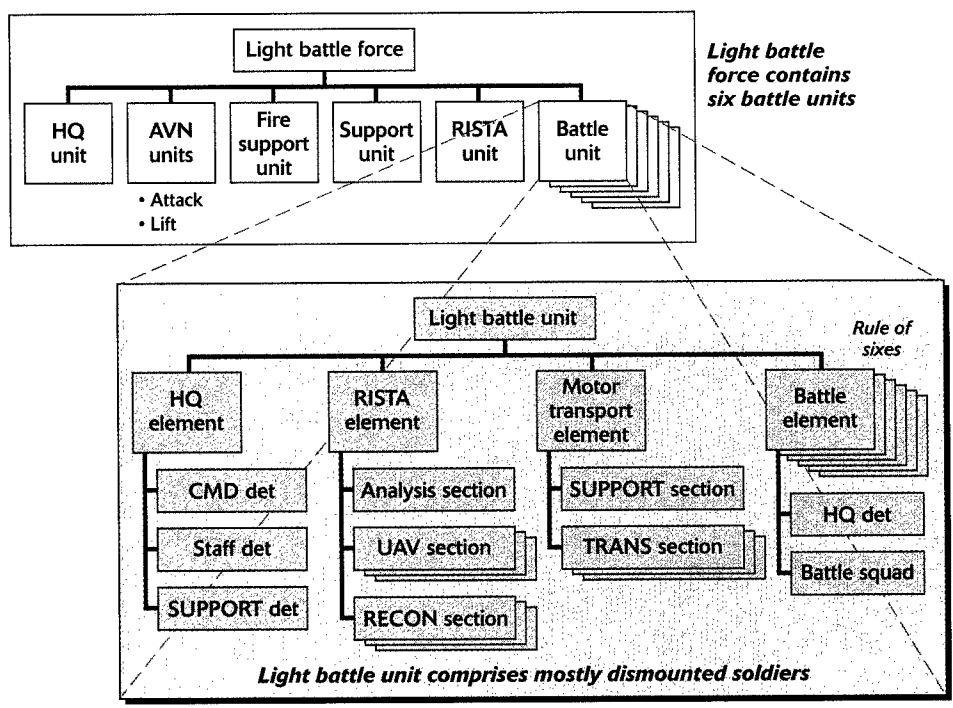 Light battle force
Light battle
force contains
six battle units
HQ
unit
AVN
units
Fire
support
unit
Support
unit
RISTA
unit
Battle
unit
• Attack
• Lift
Light battle unit
Rule of
sixes
HQ
element
RISTA
element
Motor
transport
element
Battle
element
CMD det
Staff det
SUPPORT det
Analysis section
UAV section
RECON section
SUPPORT section
TRANS section
HQ det
Battle squad
Light battle unit comprises mostly dismounted soldiers